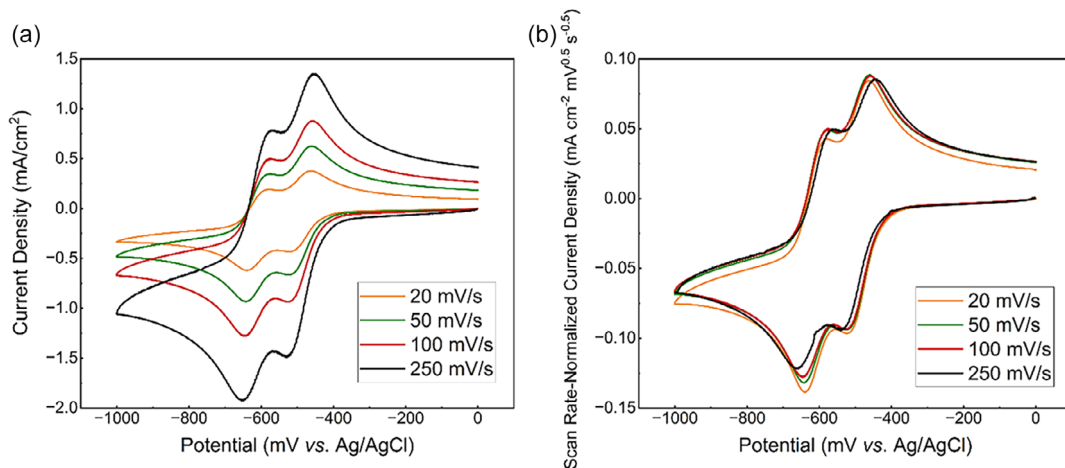 (a)
Current Density (mA/cm²)
1.5
1.0
0.5
0.0
−0.5
−1.0
−1.5
−2.0
20 mV/s
50 mV/s
100 mV/s
250 mV/s
−1000 −800 −600 −400 −200 0
Potential (mV vs. Ag/AgCl)
(b)
Scan Rate-Normalized Current Density (mA cm⁻² mV⁰·⁵ s⁻⁰·⁵)
0.10
0.05
0.00
−0.05
−0.10
−0.15
20 mV/s
50 mV/s
100 mV/s
250 mV/s
−1000 −800 −600 −400 −200 0
Potential (mV vs. Ag/AgCl)